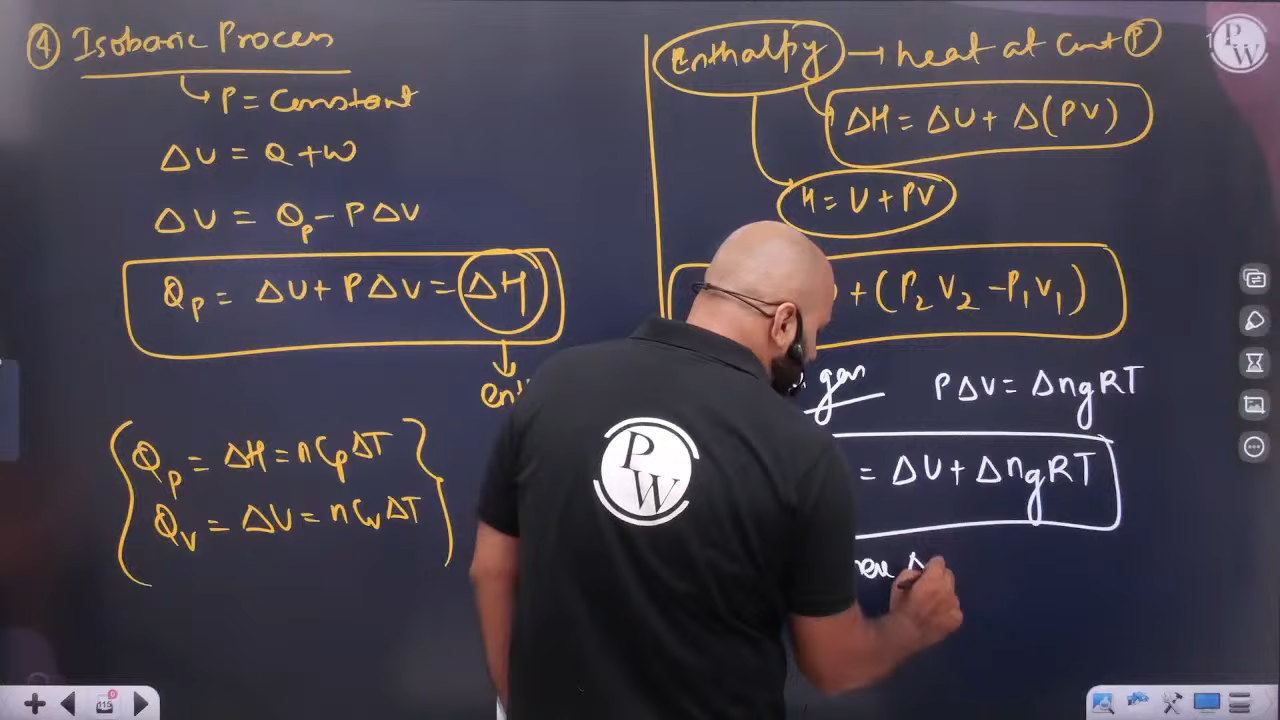 ④ Isobaric Process
↳ P = Constant
ΔU = Q + W
ΔU = Qp - PΔV
Qp = ΔU + PΔV = ΔH
Qp = ΔH = nCpΔT
Qv = ΔU = nCvΔT
Enthalpy → heat at Const P
ΔH = ΔU + Δ(PV)
H = U + PV
+ (P₂V₂ - P₁V₁)
PΔV = ΔngRT
= ΔU + ΔngRT
Δ
PW
PW
115